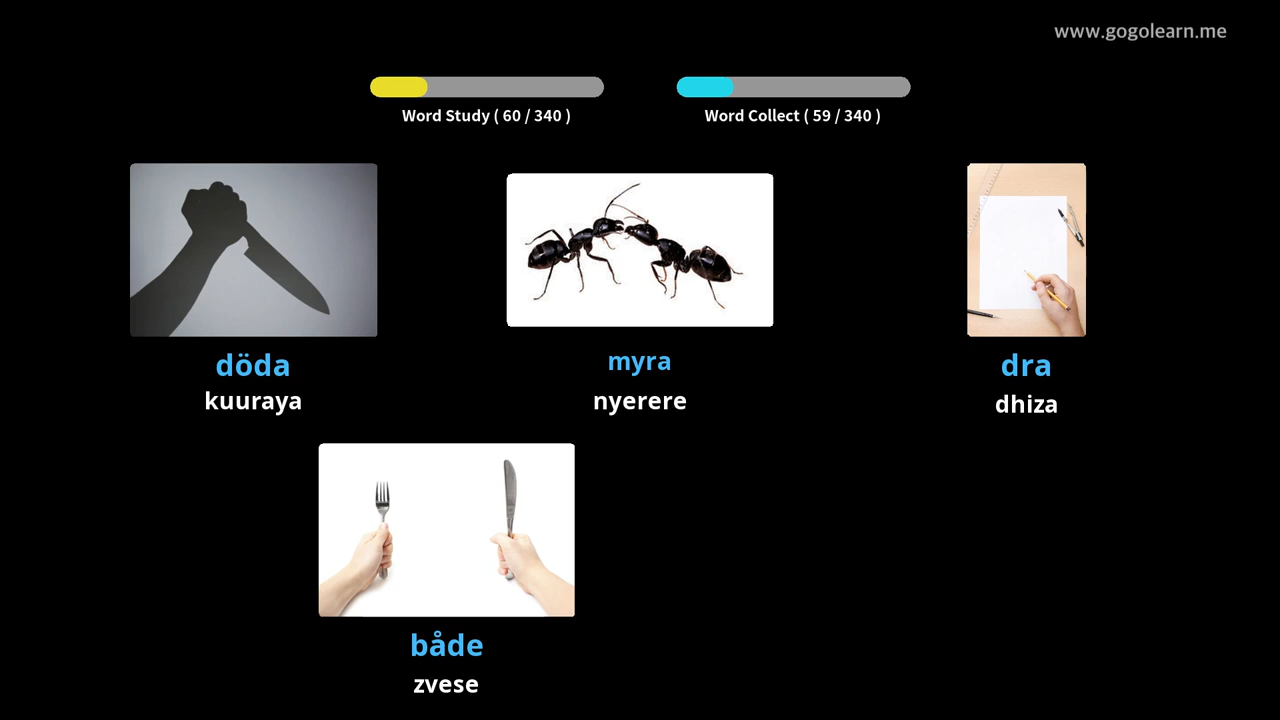 www.gogolearn.me
Word Study ( 60 / 340 )
Word Collect ( 59 / 340 )
döda
kuuraya
myra
nyerere
dra
dhiza
både
zvese